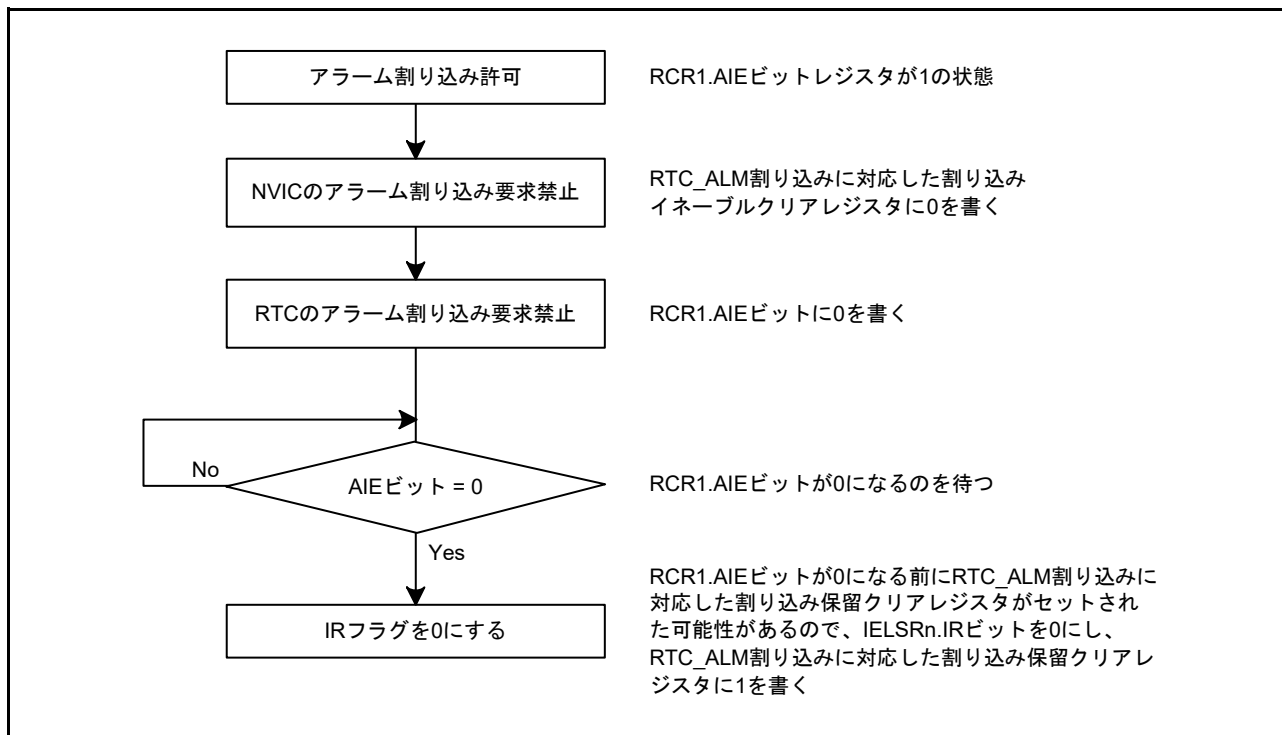 アラーム割り込み許可
RCR1.AIEビットレジスタが1の状態
NVICのアラーム割り込み要求禁止
RTC_ALM割り込みに対応した割り込み
イネーブルクリアレジスタに0を書く
RTCのアラーム割り込み要求禁止
RCR1.AIEビットに0を書く
No
AIEビット = 0
RCR1.AIEビットが0になるのを待つ
Yes
IRフラグを0にする
RCR1.AIEビットが0になる前にRTC_ALM割り込みに
対応した割り込み保留クリアレジスタがセットされ
た可能性があるので、IELSRn.IRビットを0にし、
RTC_ALM割り込みに対応した割り込み保留クリアレ
ジスタに1を書く